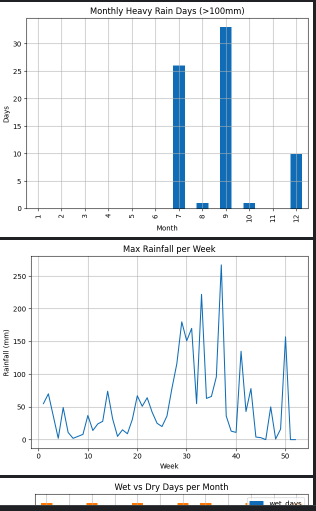 Monthly Heavy Rain Days (>100mm)
30
25
20
15
10
5
0
Days
1 2 3 4 5 6 7 8 9 10 11 12
Month
Max Rainfall per Week
250
200
150
100
50
0
Rainfall (mm)
0 10 20 30 40 50
Week
Wet vs Dry Days per Month
wet_days